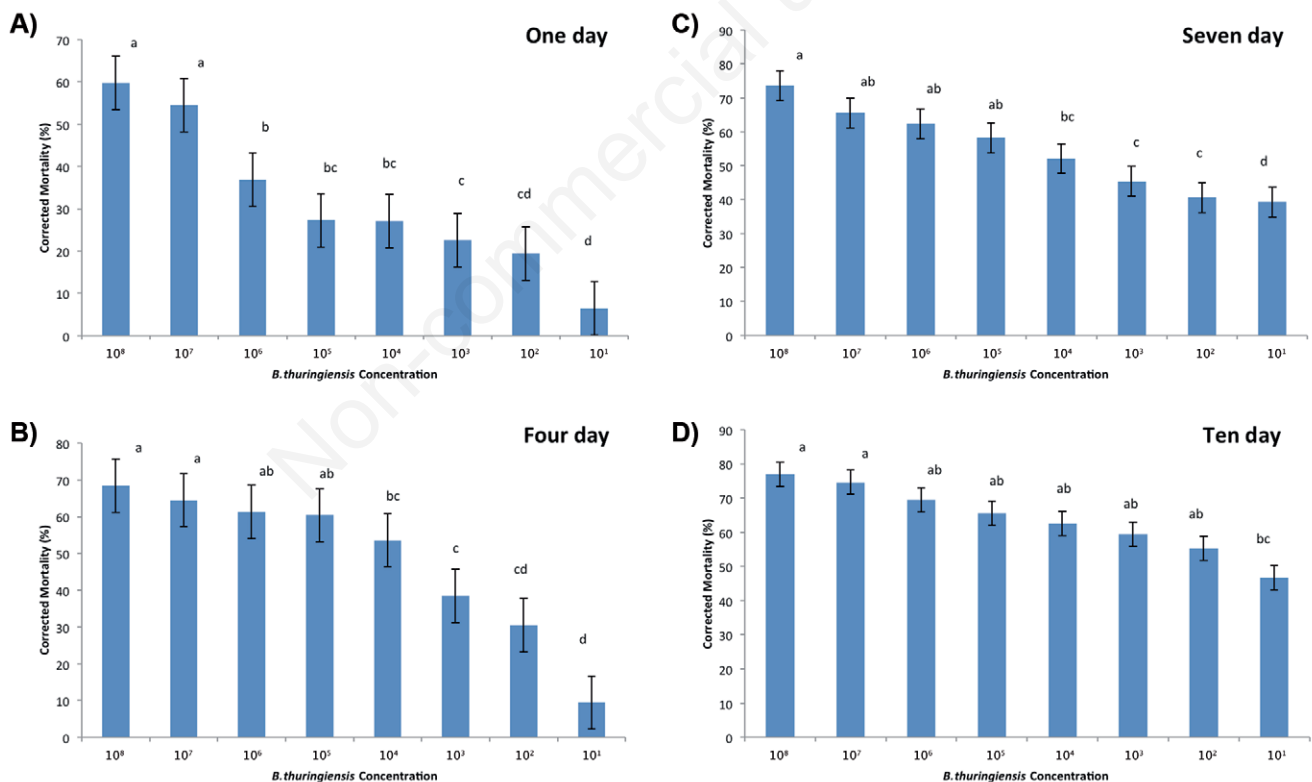 A)
One day
70
60
50
40
30
20
10
0
Corrected Mortality (%)
a
a
b
bc
bc
c
cd
d
10⁸ 10⁷ 10⁶ 10⁵ 10⁴ 10³ 10² 10¹
B.thuringiensis Concentration
B)
Four day
80
70
60
50
40
30
20
10
0
Corrected Mortality (%)
a
a
ab
ab
bc
c
cd
d
10⁸ 10⁷ 10⁶ 10⁵ 10⁴ 10³ 10² 10¹
B.thuringiensis Concentration
C)
Seven day
90
80
70
60
50
40
30
20
10
0
Corrected Mortality (%)
a
ab
ab
ab
bc
c
c
d
10⁸ 10⁷ 10⁶ 10⁵ 10⁴ 10³ 10² 10¹
B.thuringiensis Concentration
D)
Ten day
90
80
70
60
50
40
30
20
10
0
Corrected Mortality (%)
a
a
ab
ab
ab
ab
ab
bc
10⁸ 10⁷ 10⁶ 10⁵ 10⁴ 10³ 10² 10¹
B.thuringiensis Concentration
Non-commercial